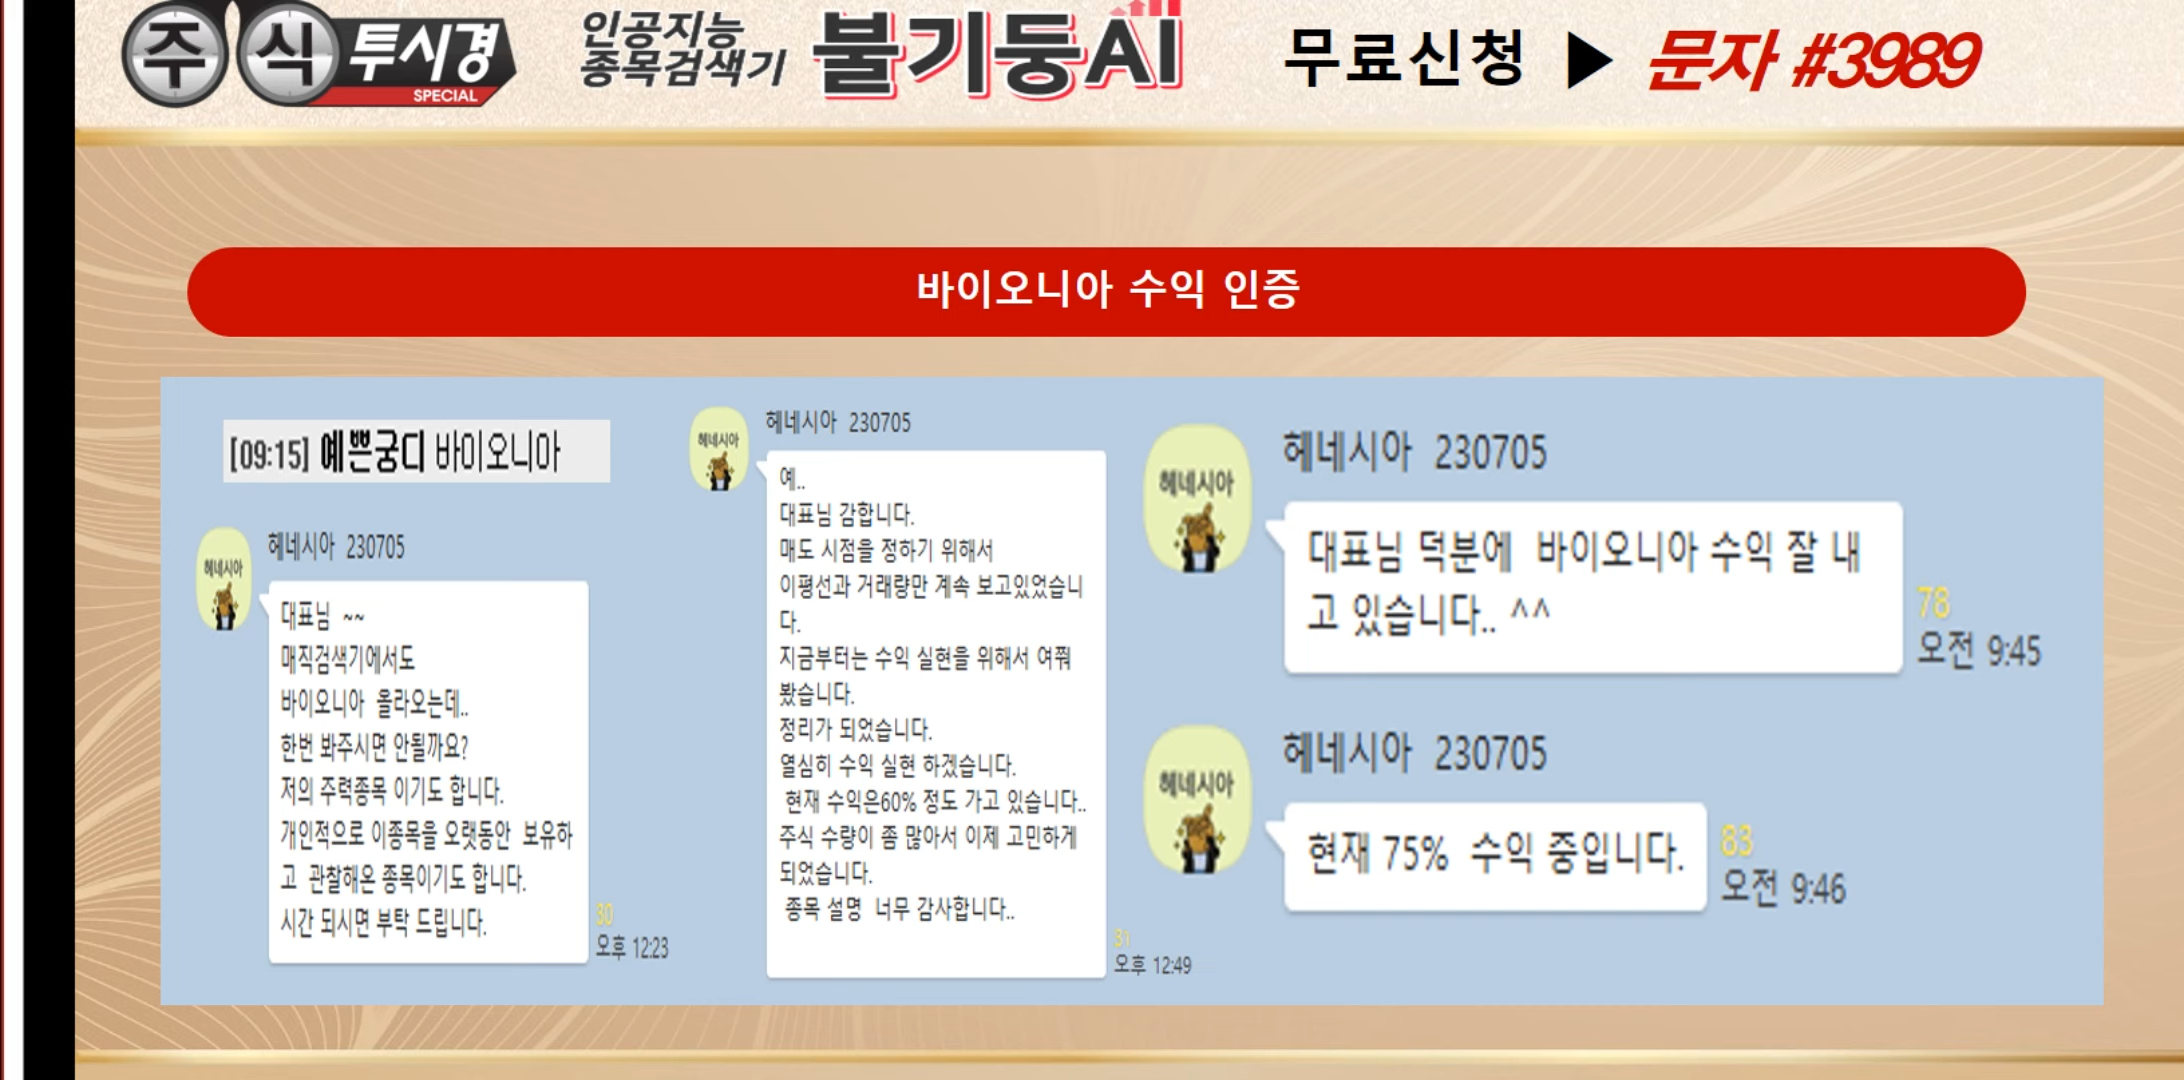 주식투시경
SPECIAL
인공지능
종목검색기
불기둥AI
무료신청 ▶ 문자 #3989
바이오니아 수익 인증
[09:15] 예쁜궁디 바이오니아
헤네시아
헤네시아 230705
대표님 ~~
매직검색기에서도
바이오니아 올라오는데..
한번 봐주시면 안될까요?
저의 주력종목 이기도 합니다.
개인적으로 이종목을 오랫동안 보유하
고 관찰해온 종목이기도 합니다.
시간 되시면 부탁 드립니다.
30
오후 12:23
헤네시아
헤네시아 230705
예..
대표님 감합니다.
매도 시점을 정하기 위해서
이평선과 거래량만 계속 보고있었습니
다.
지금부터는 수익 실현을 위해서 여쭤
봤습니다.
정리가 되었습니다.
열심히 수익 실현 하겠습니다.
현재 수익은60% 정도 가고 있습니다..
주식 수량이 좀 많아서 이제 고민하게
되었습니다.
종목 설명 너무 감사합니다..
31
오후 12:49
헤네시아
헤네시아 230705
대표님 덕분에 바이오니아 수익 잘 내
고 있습니다.. ^^
78
오전 9:45
헤네시아
헤네시아 230705
현재 75% 수익 중입니다.
83
오전 9:46